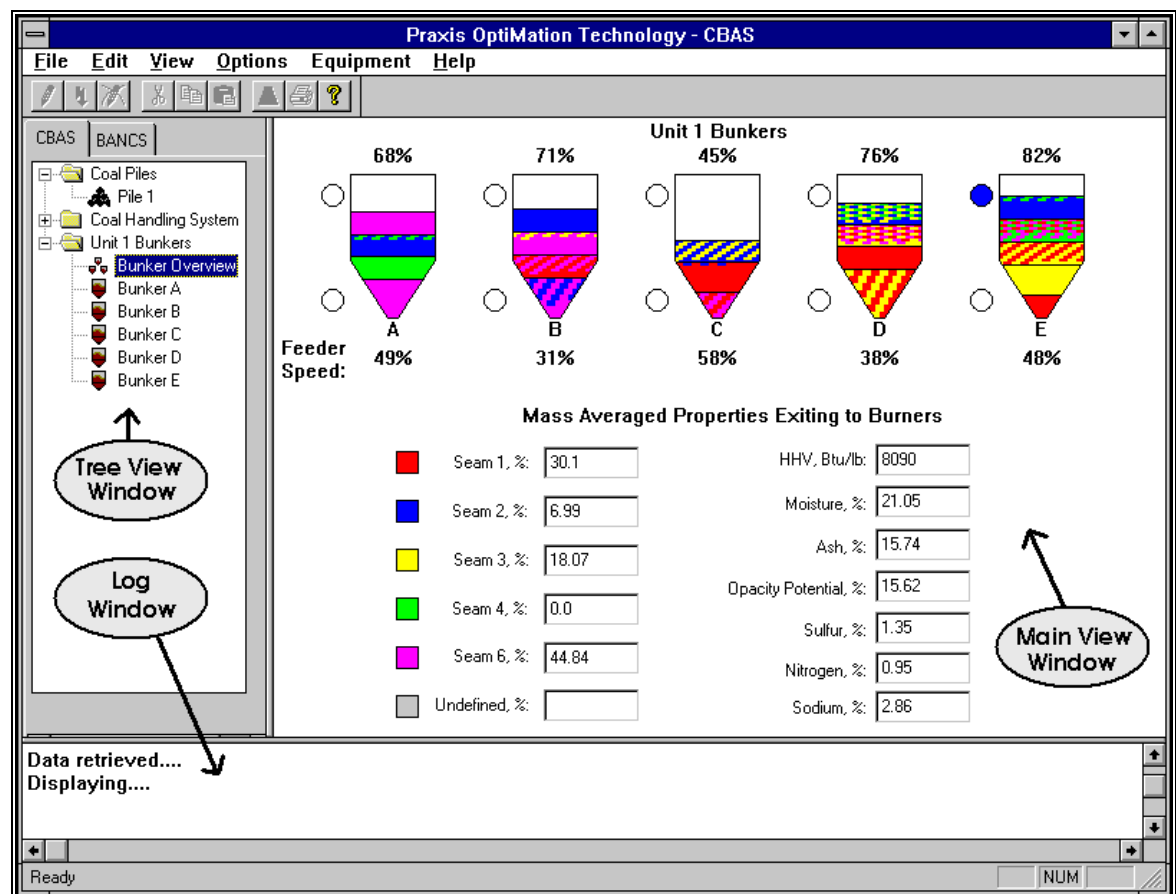 Praxis OptiMation Technology - CBAS
File Edit View Options Equipment Help
CBAS BANCS
Coal Piles
Pile 1
Coal Handling System
Unit 1 Bunkers
Bunker Overview
Bunker A
Bunker B
Bunker C
Bunker D
Bunker E
Tree View
Window
Log
Window
Unit 1 Bunkers
68% 71% 45% 76% 82%
A B C D E
Feeder
Speed: 49% 31% 58% 38% 48%
Mass Averaged Properties Exiting to Burners
Seam 1, %: 30.1
Seam 2, %: 6.99
Seam 3, %: 18.07
Seam 4, %: 0.0
Seam 6, %: 44.84
Undefined, %:
HHV, Btu/lb: 8090
Moisture, %: 21.05
Ash, %: 15.74
Opacity Potential, %: 15.62
Sulfur, %: 1.35
Nitrogen, %: 0.95
Sodium, %: 2.86
Main View
Window
Data retrieved....
Displaying....
Ready NUM